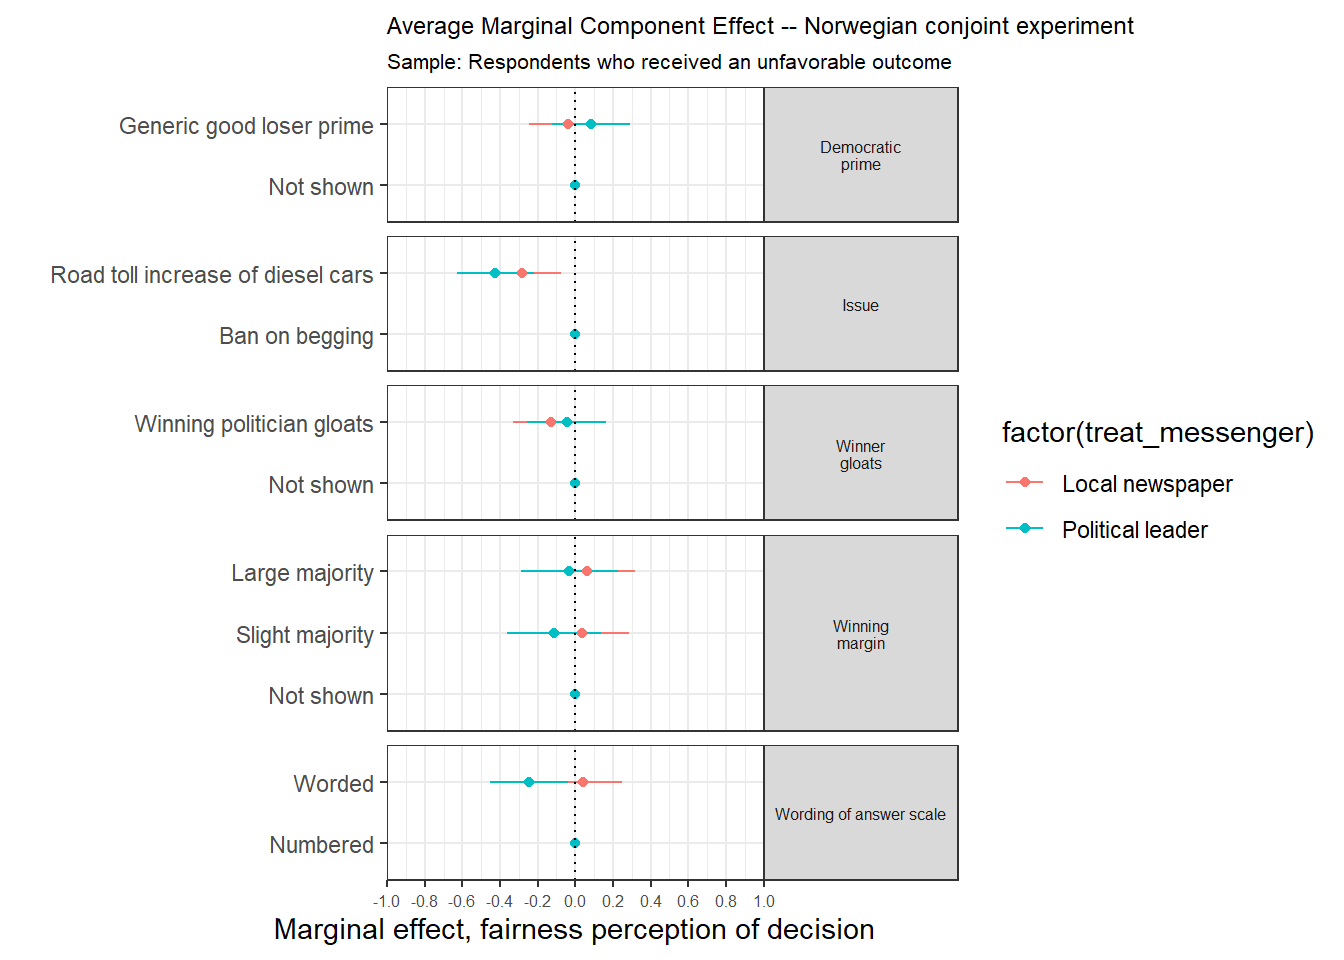 Average Marginal Component Effect -- Norwegian conjoint experiment
Sample: Respondents who received an unfavorable outcome
Generic good loser prime
Not shown
Democratic
prime
Road toll increase of diesel cars
Ban on begging
Issue
Winning politician gloats
Not shown
Winner
gloats
Large majority
Slight majority
Not shown
Winning
margin
Worded
Numbered
Wording of answer scale
-1.0 -0.8 -0.6 -0.4 -0.2 0.0 0.2 0.4 0.6 0.8 1.0
Marginal effect, fairness perception of decision
factor(treat_messenger)
Local newspaper
Political leader